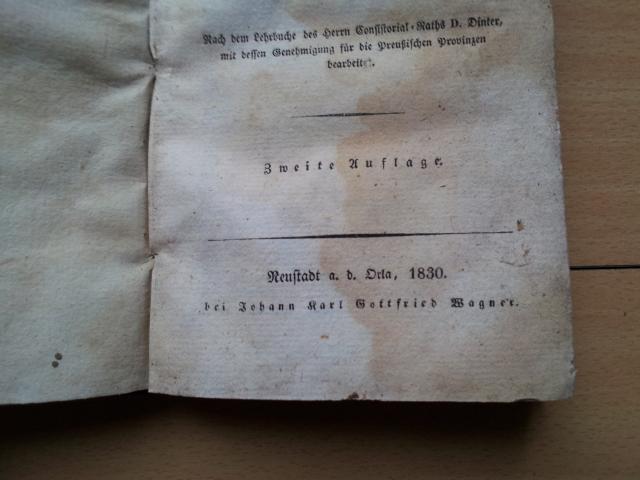 Nach dem Lehrbuche des Herrn Consistorial-Raths D. Dinter,
mit dessen Genehmigung für die Preußischen Provinzen
bearbeitet.
Zweite Auflage.
Neustadt a. d. Orla, 1830.
bei Johann Karl Gottfried Wagner.